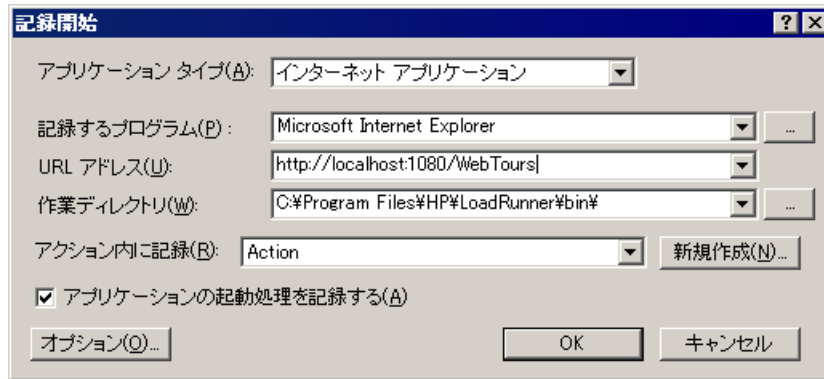 記録開始
アプリケーション タイプ(A): インターネット アプリケーション
記録するプログラム(P) : Microsoft Internet Explorer ...
URL アドレス(U): http://localhost:1080/WebTours
作業ディレクトリ(W): C:¥Program Files¥HP¥LoadRunner¥bin¥ ...
アクション内に記録(R): Action 新規作成(N)...
アプリケーションの起動処理を記録する(A)
オプション(O)... OK キャンセル